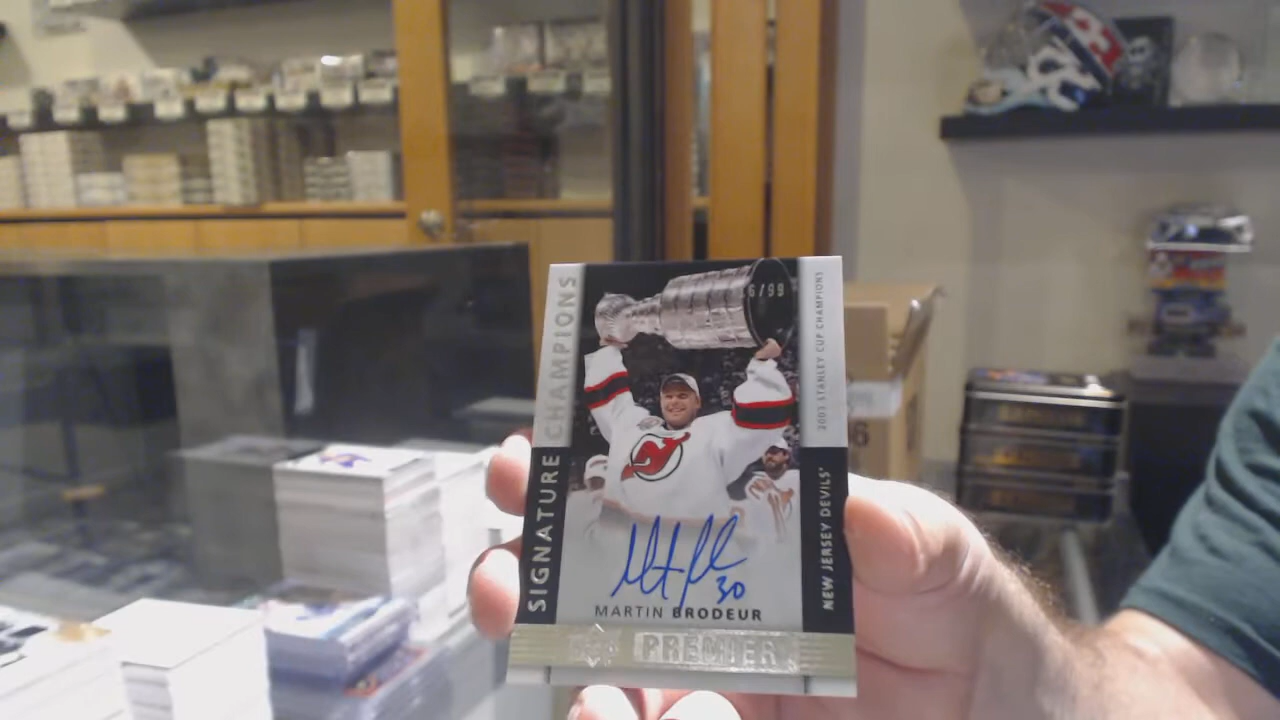 SIGNATURE CHAMPIONS
6/99
2003 STANLEY CUP CHAMPIONS
NEW JERSEY DEVILS
30
MARTIN BRODEUR
PREMIER